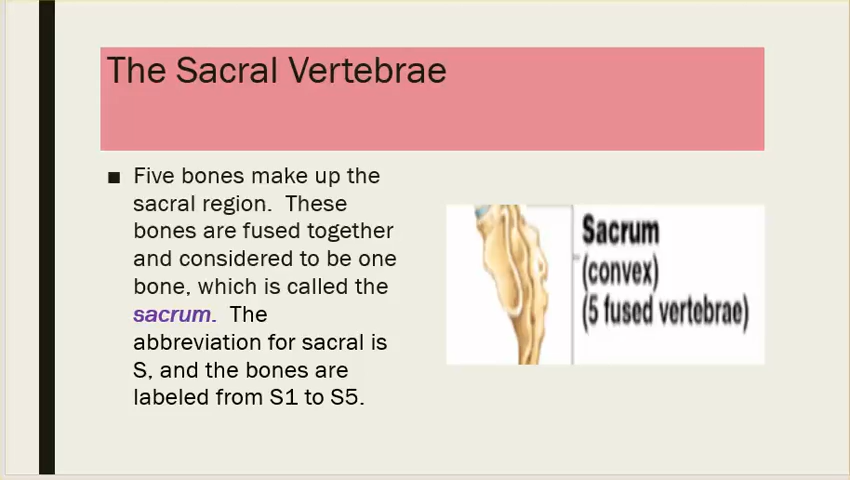 The Sacral Vertebrae
■ Five bones make up the
sacral region.  These
bones are fused together
and considered to be one
bone, which is called the
sacrum.  The
abbreviation for sacral is
S, and the bones are
labeled from S1 to S5.
Sacrum
(convex)
(5 fused vertebrae)